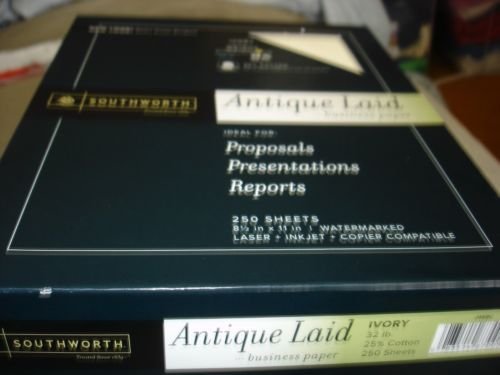 SOUTHWORTH
Antique Laid
business paper
IDEAL FOR:
Proposals
Presentations
Reports
250 SHEETS
8½ in x 11 in | WATERMARKED
LASER + INKJET + COPIER COMPATIBLE
SOUTHWORTH
Antique Laid
business paper
IVORY
32 lb.
25% Cotton
250 Sheets